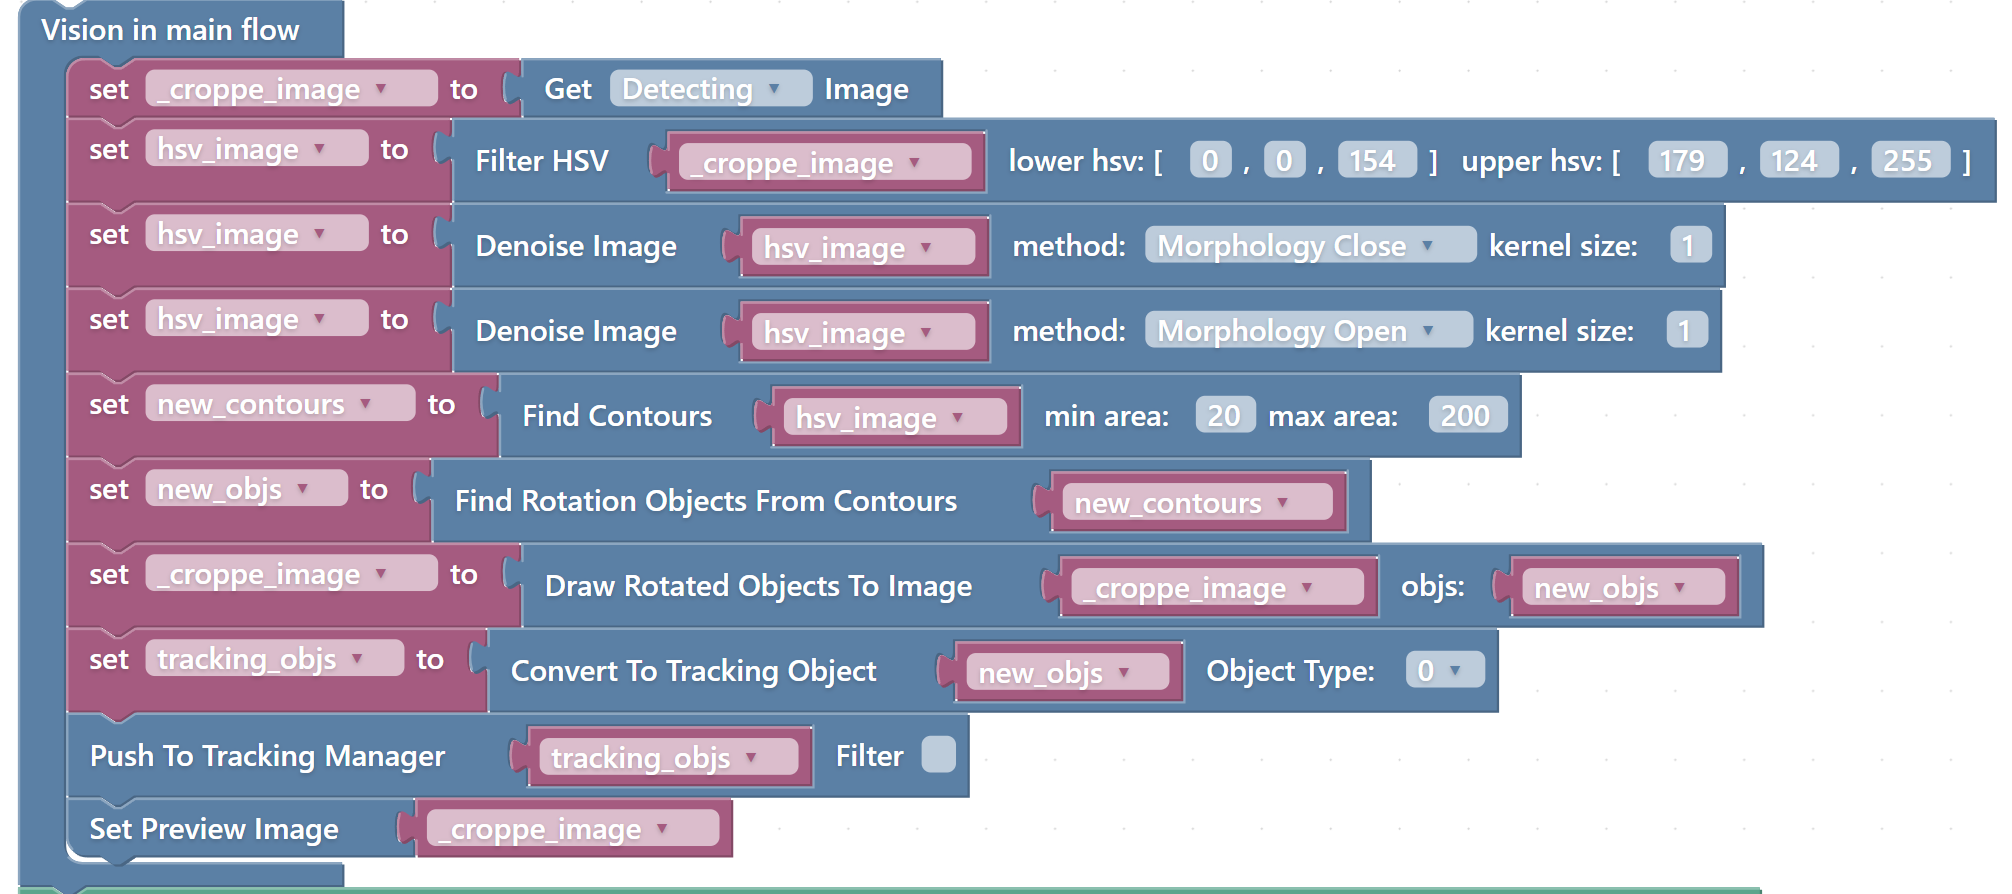 Vision in main flow
set _croppe_image to Get Detecting Image
set hsv_image to Filter HSV _croppe_image lower hsv: [ 0 , 0 , 154 ] upper hsv: [ 179 , 124 , 255 ]
set hsv_image to Denoise Image hsv_image method: Morphology Close kernel size: 1
set hsv_image to Denoise Image hsv_image method: Morphology Open kernel size: 1
set new_contours to Find Contours hsv_image min area: 20 max area: 200
set new_objs to Find Rotation Objects From Contours new_contours
set _croppe_image to Draw Rotated Objects To Image _croppe_image objs: new_objs
set tracking_objs to Convert To Tracking Object new_objs Object Type: 0
Push To Tracking Manager tracking_objs Filter
Set Preview Image _croppe_image